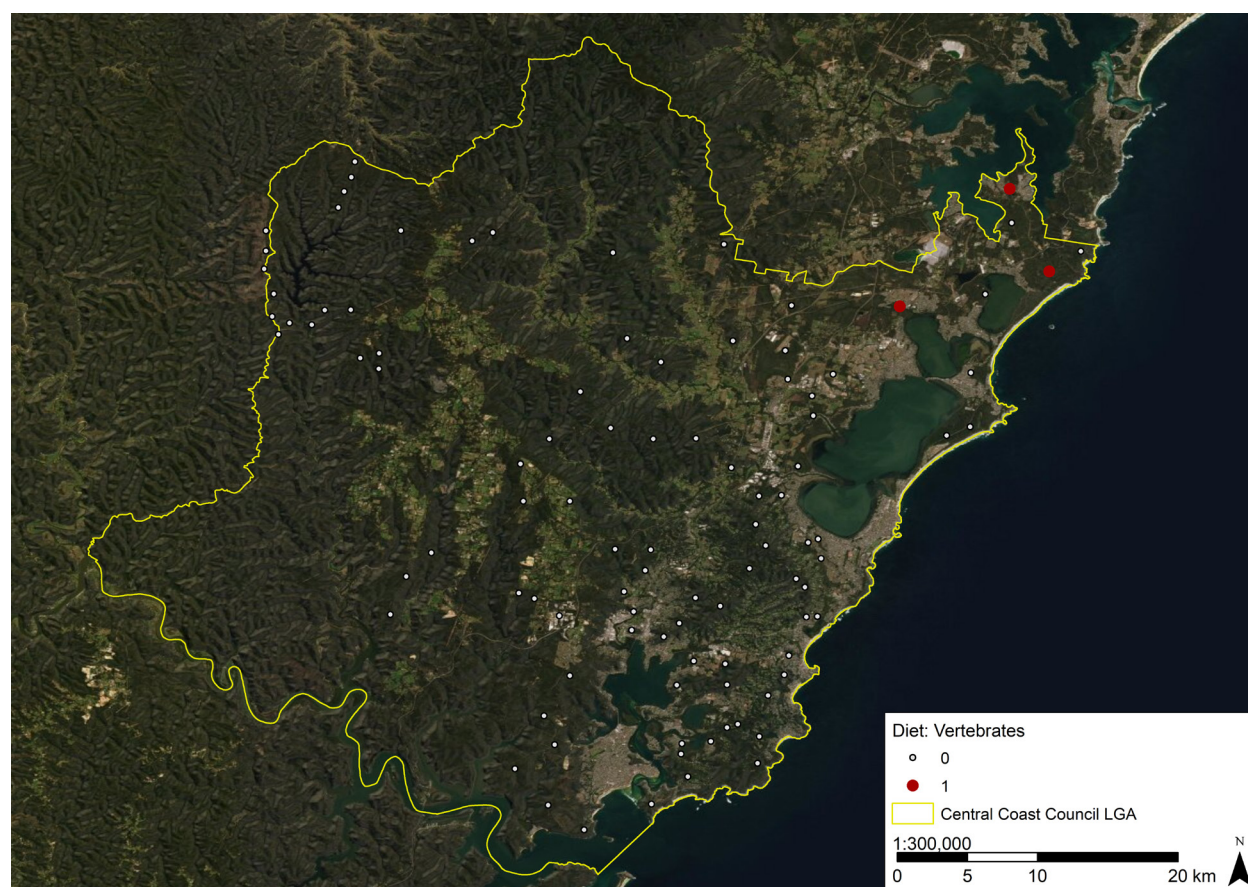 Diet: Vertebrates
0
1
Central Coast Council LGA
1:300,000
N
0 5 10 20 km